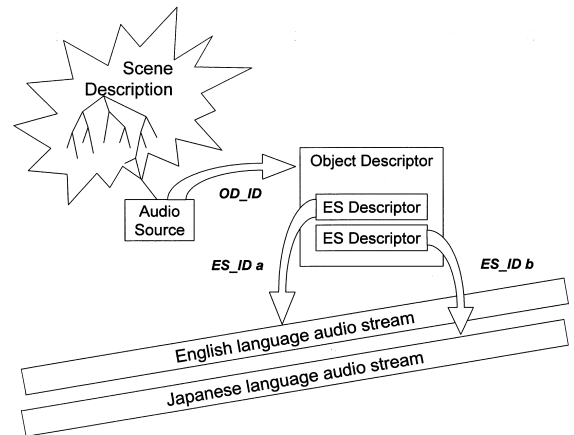 Scene
Description
Object Descriptor
OD_ID
ES Descriptor
Audio
Source
ES Descriptor
ES_ID a
ES_ID b
English language audio stream
Japanese language audio stream